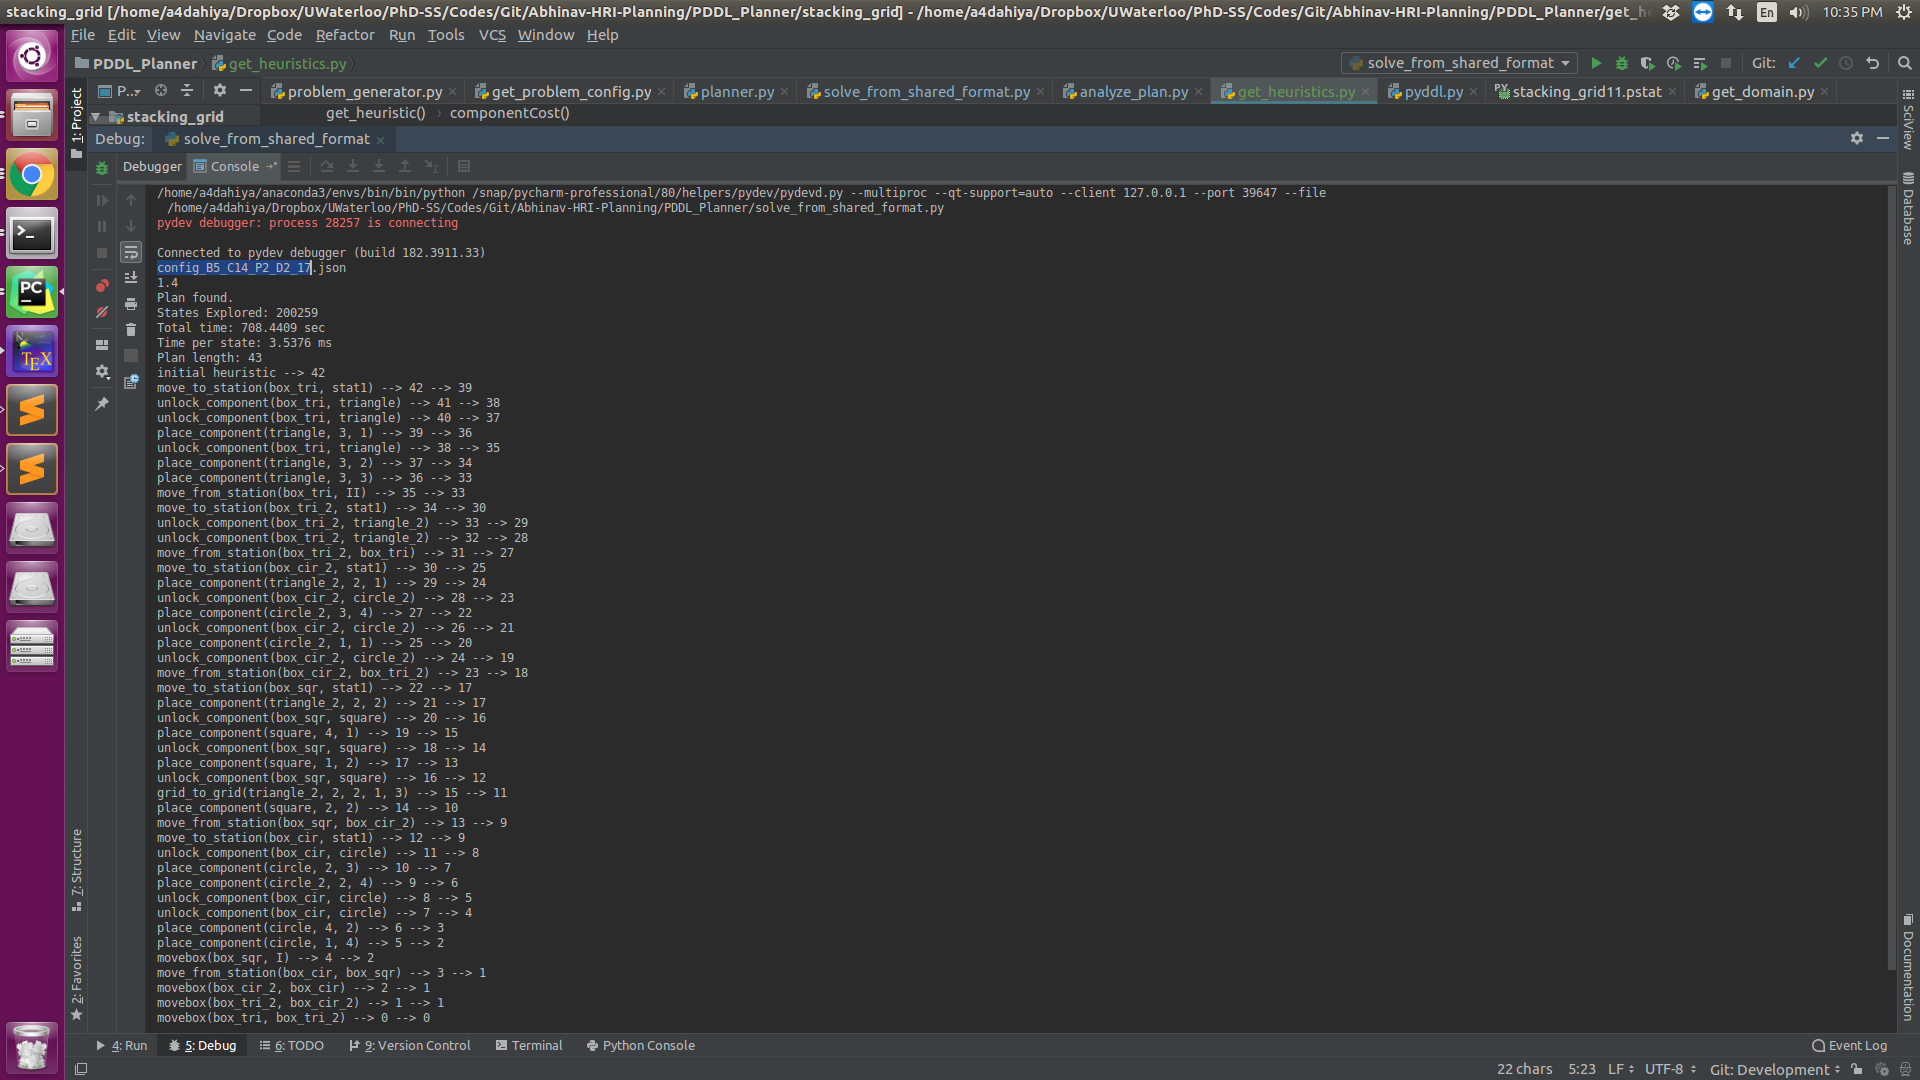 stacking_grid [/home/a4dahiya/Dropbox/UWaterloo/PhD-SS/Codes/Git/Abhinav-HRI-Planning/PDDL_Planner/stacking_grid] - /home/a4dahiya/Dropbox/UWaterloo/PhD-SS/Codes/Git/Abhinav-HRI-Planning/PDDL_Planner/get_he
En 10:35 PM
File Edit View Navigate Code Refactor Run Tools VCS Window Help
PDDL_Planner get_heuristics.py solve_from_shared_format Git:
1: Project P... problem_generator.py get_problem_config.py planner.py solve_from_shared_format.py analyze_plan.py get_heuristics.py pyddl.py stacking_grid11.pstat get_domain.py
stacking_grid get_heuristic() › componentCost()
Debug: solve_from_shared_format
Debugger Console
/home/a4dahiya/anaconda3/envs/bin/bin/python /snap/pycharm-professional/80/helpers/pydev/pydevd.py --multiproc --qt-support=auto --client 127.0.0.1 --port 39647 --file
/home/a4dahiya/Dropbox/UWaterloo/PhD-SS/Codes/Git/Abhinav-HRI-Planning/PDDL_Planner/solve_from_shared_format.py
pydev debugger: process 28257 is connecting
Connected to pydev debugger (build 182.3911.33)
config_B5_C14_P2_D2_17.json
1.4
Plan found.
States Explored: 200259
Total time: 708.4409 sec
Time per state: 3.5376 ms
Plan length: 43
initial heuristic --> 42
move_to_station(box_tri, stat1) --> 42 --> 39
unlock_component(box_tri, triangle) --> 41 --> 38
unlock_component(box_tri, triangle) --> 40 --> 37
place_component(triangle, 3, 1) --> 39 --> 36
unlock_component(box_tri, triangle) --> 38 --> 35
place_component(triangle, 3, 2) --> 37 --> 34
place_component(triangle, 3, 3) --> 36 --> 33
move_from_station(box_tri, II) --> 35 --> 33
move_to_station(box_tri_2, stat1) --> 34 --> 30
unlock_component(box_tri_2, triangle_2) --> 33 --> 29
unlock_component(box_tri_2, triangle_2) --> 32 --> 28
move_from_station(box_tri_2, box_tri) --> 31 --> 27
move_to_station(box_cir_2, stat1) --> 30 --> 25
place_component(triangle_2, 2, 1) --> 29 --> 24
unlock_component(box_cir_2, circle_2) --> 28 --> 23
place_component(circle_2, 3, 4) --> 27 --> 22
unlock_component(box_cir_2, circle_2) --> 26 --> 21
place_component(circle_2, 1, 1) --> 25 --> 20
unlock_component(box_cir_2, circle_2) --> 24 --> 19
move_from_station(box_cir_2, box_tri_2) --> 23 --> 18
move_to_station(box_sqr, stat1) --> 22 --> 17
place_component(triangle_2, 2, 2) --> 21 --> 17
unlock_component(box_sqr, square) --> 20 --> 16
place_component(square, 4, 1) --> 19 --> 15
unlock_component(box_sqr, square) --> 18 --> 14
place_component(square, 1, 2) --> 17 --> 13
unlock_component(box_sqr, square) --> 16 --> 12
grid_to_grid(triangle_2, 2, 2, 1, 3) --> 15 --> 11
place_component(square, 2, 2) --> 14 --> 10
move_from_station(box_sqr, box_cir_2) --> 13 --> 9
move_to_station(box_cir, stat1) --> 12 --> 9
unlock_component(box_cir, circle) --> 11 --> 8
place_component(circle, 2, 3) --> 10 --> 7
place_component(circle_2, 2, 4) --> 9 --> 6
unlock_component(box_cir, circle) --> 8 --> 5
unlock_component(box_cir, circle) --> 7 --> 4
place_component(circle, 4, 2) --> 6 --> 3
place_component(circle, 1, 4) --> 5 --> 2
movebox(box_sqr, I) --> 4 --> 2
move_from_station(box_cir, box_sqr) --> 3 --> 1
movebox(box_cir_2, box_cir) --> 2 --> 1
movebox(box_tri_2, box_cir_2) --> 1 --> 1
movebox(box_tri, box_tri_2) --> 0 --> 0
7: Structure
2: Favorites
SciView
Database
Documentation
PC
TEX
4: Run 5: Debug 6: TODO 9: Version Control Terminal Python Console Event Log
22 chars 5:23 LF UTF-8 Git: Development